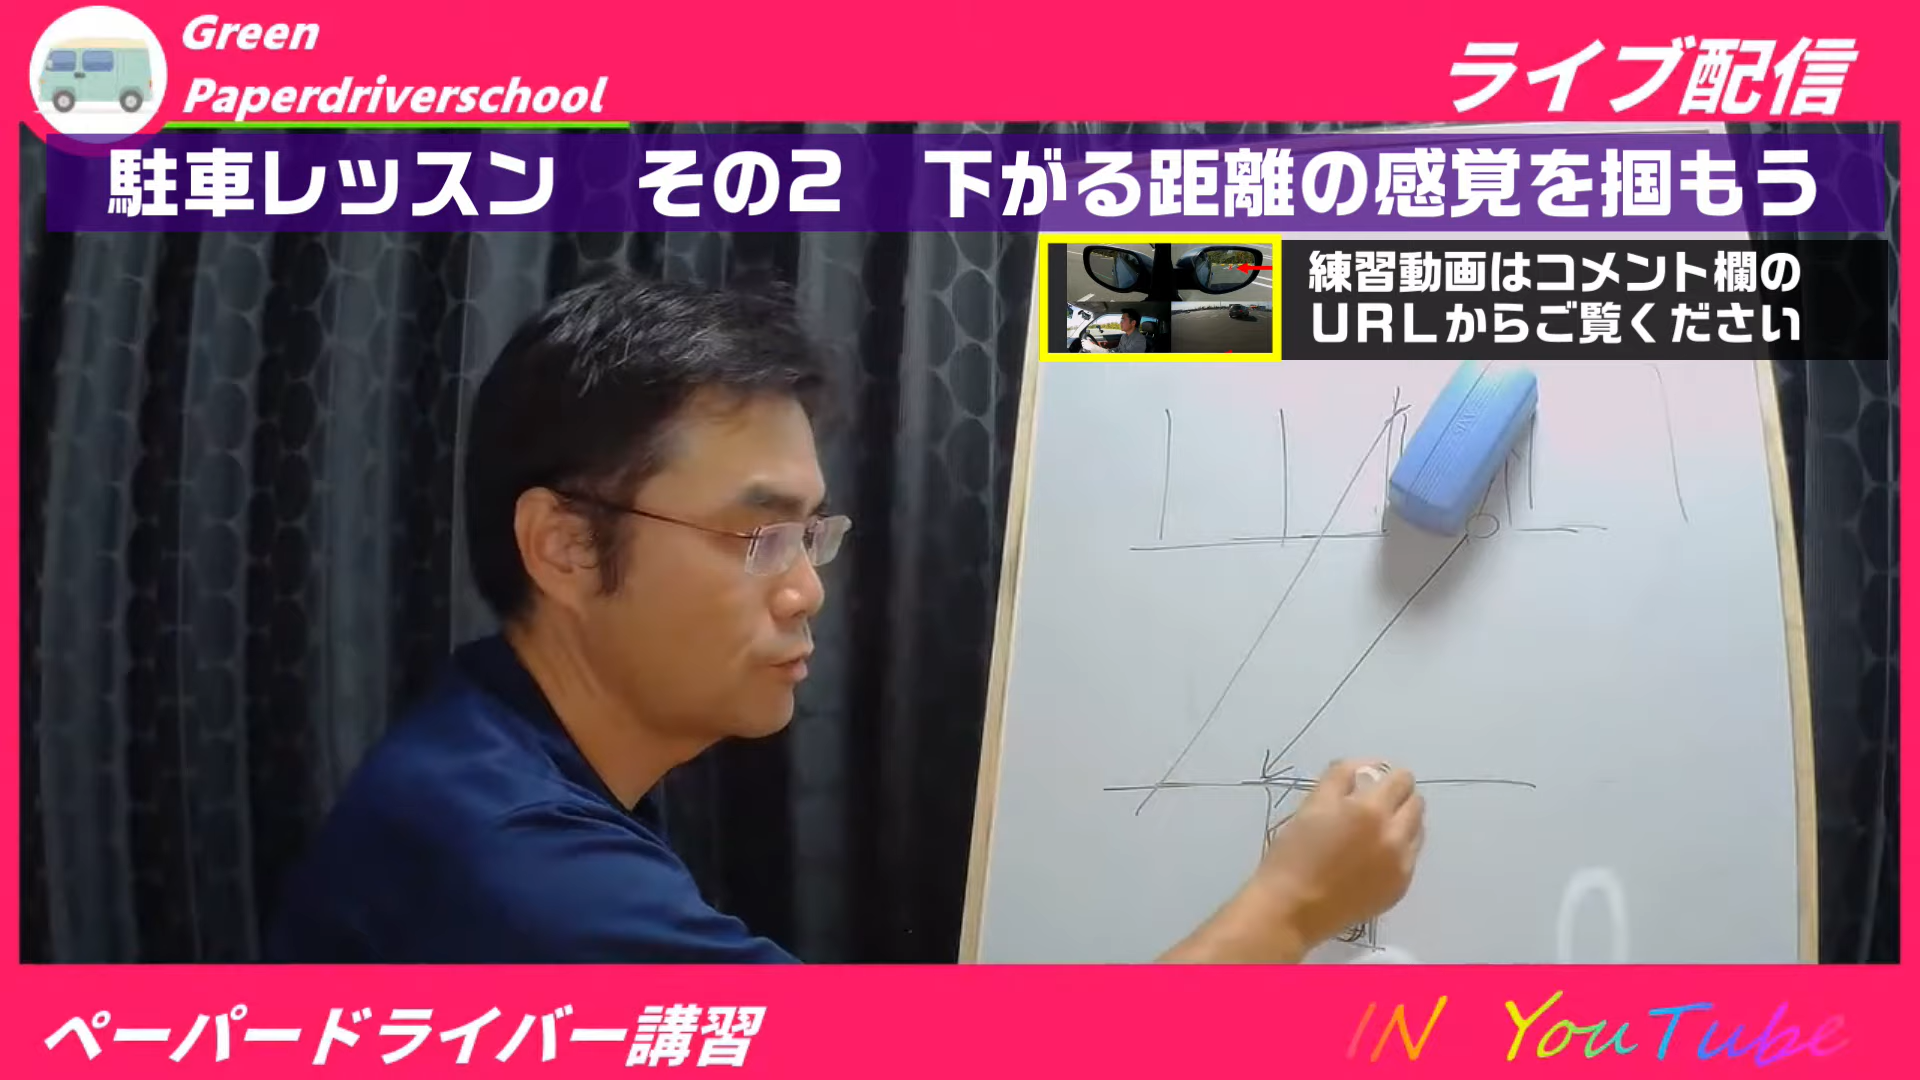 Green
Paperdriverschool
ライブ配信
駐車レッスン　その2　下がる距離の感覚を掴もう
練習動画はコメント欄の
URLからご覧ください
ペーパードライバー講習
IN YouTube